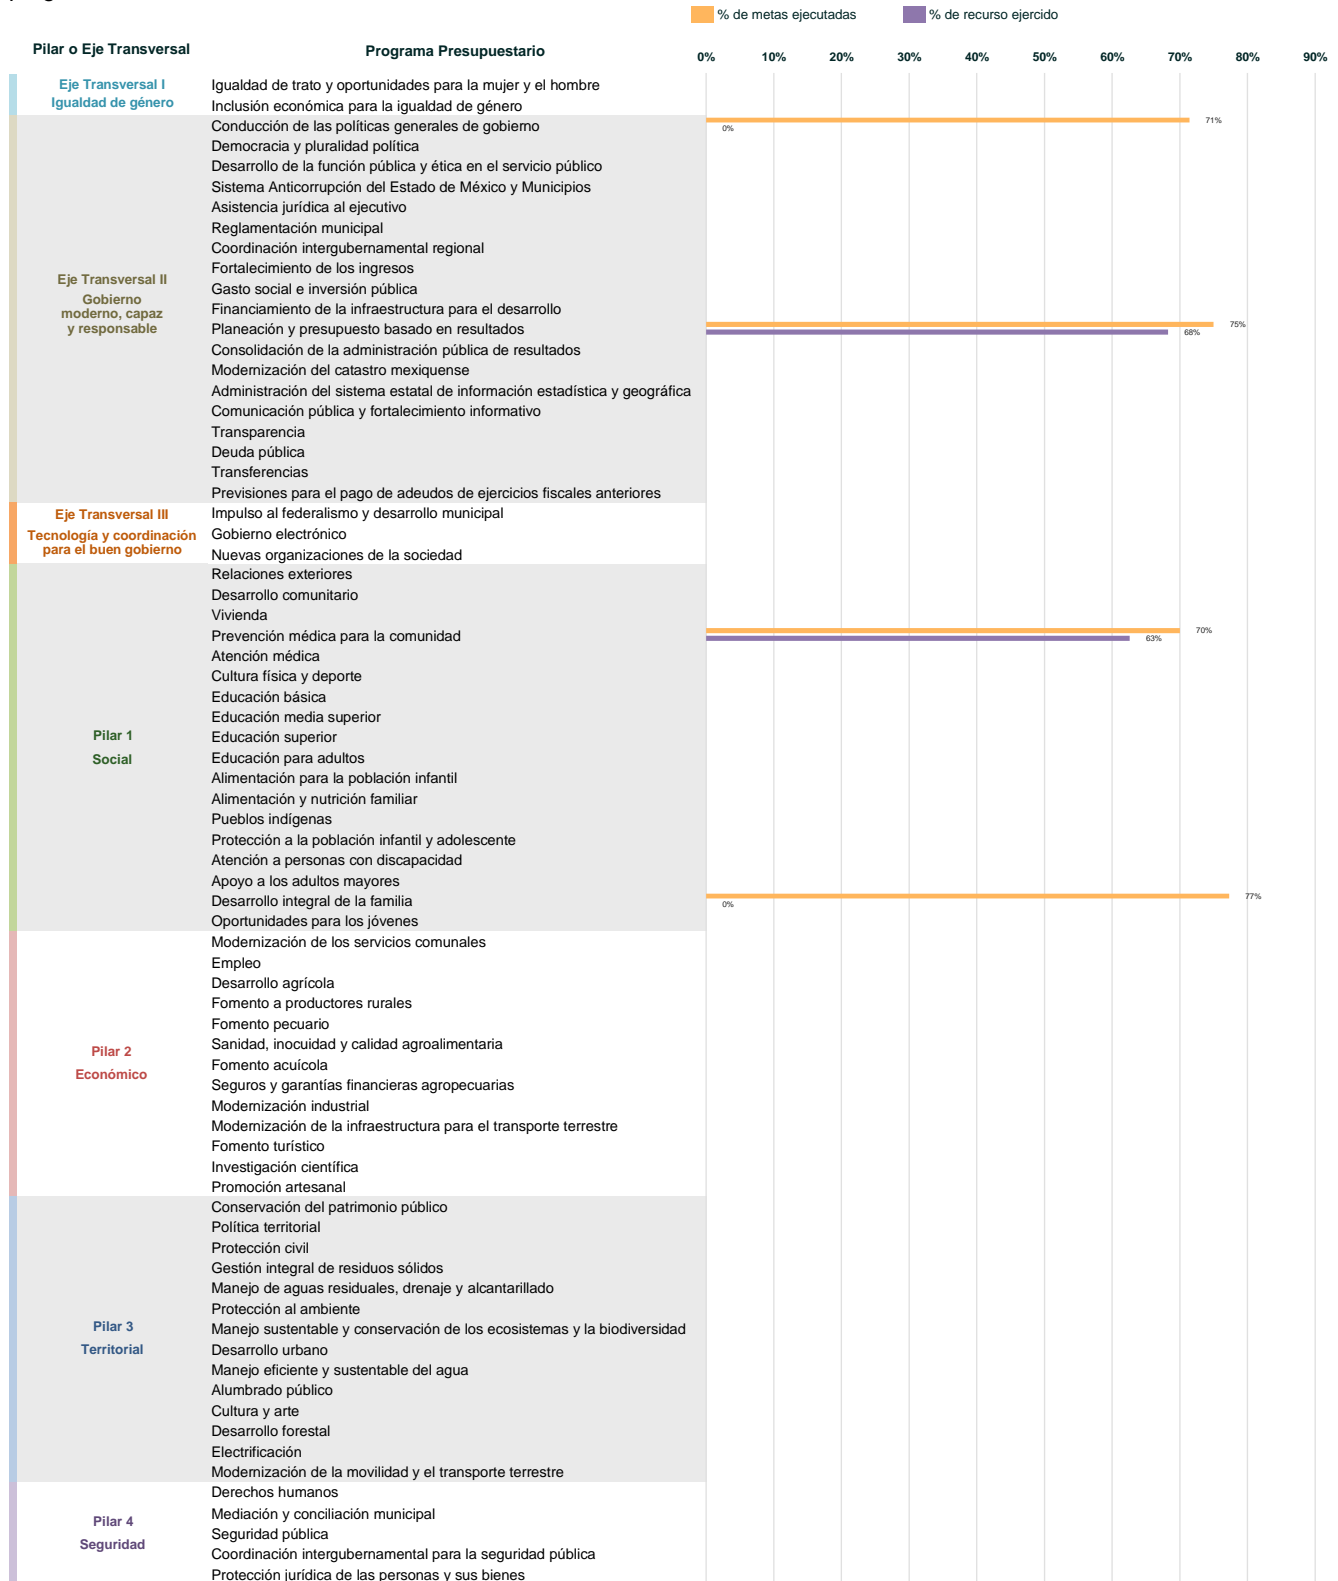 % de metas ejecutadas % de recurso ejercido
Pilar o Eje Transversal Programa Presupuestario 0% 10% 20% 30% 40% 50% 60% 70% 80% 90%
Eje Transversal I
Igualdad de género
Igualdad de trato y oportunidades para la mujer y el hombre
Inclusión económica para la igualdad de género
Eje Transversal II
Gobierno
moderno, capaz
y responsable
Conducción de las políticas generales de gobierno 71%
0%
Democracia y pluralidad política
Desarrollo de la función pública y ética en el servicio público
Sistema Anticorrupción del Estado de México y Municipios
Asistencia jurídica al ejecutivo
Reglamentación municipal
Coordinación intergubernamental regional
Fortalecimiento de los ingresos
Gasto social e inversión pública
Financiamiento de la infraestructura para el desarrollo
Planeación y presupuesto basado en resultados 75%
68%
Consolidación de la administración pública de resultados
Modernización del catastro mexiquense
Administración del sistema estatal de información estadística y geográfica
Comunicación pública y fortalecimiento informativo
Transparencia
Deuda pública
Transferencias
Previsiones para el pago de adeudos de ejercicios fiscales anteriores
Eje Transversal III
Tecnología y coordinación
para el buen gobierno
Impulso al federalismo y desarrollo municipal
Gobierno electrónico
Nuevas organizaciones de la sociedad
Pilar 1
Social
Relaciones exteriores
Desarrollo comunitario
Vivienda
Prevención médica para la comunidad 70%
63%
Atención médica
Cultura física y deporte
Educación básica
Educación media superior
Educación superior
Educación para adultos
Alimentación para la población infantil
Alimentación y nutrición familiar
Pueblos indígenas
Protección a la población infantil y adolescente
Atención a personas con discapacidad
Apoyo a los adultos mayores
Desarrollo integral de la familia 77%
0%
Oportunidades para los jóvenes
Pilar 2
Económico
Modernización de los servicios comunales
Empleo
Desarrollo agrícola
Fomento a productores rurales
Fomento pecuario
Sanidad, inocuidad y calidad agroalimentaria
Fomento acuícola
Seguros y garantías financieras agropecuarias
Modernización industrial
Modernización de la infraestructura para el transporte terrestre
Fomento turístico
Investigación científica
Promoción artesanal
Pilar 3
Territorial
Conservación del patrimonio público
Política territorial
Protección civil
Gestión integral de residuos sólidos
Manejo de aguas residuales, drenaje y alcantarillado
Protección al ambiente
Manejo sustentable y conservación de los ecosistemas y la biodiversidad
Desarrollo urbano
Manejo eficiente y sustentable del agua
Alumbrado público
Cultura y arte
Desarrollo forestal
Electrificación
Modernización de la movilidad y el transporte terrestre
Pilar 4
Seguridad
Derechos humanos
Mediación y conciliación municipal
Seguridad pública
Coordinación intergubernamental para la seguridad pública
Protección jurídica de las personas y sus bienes